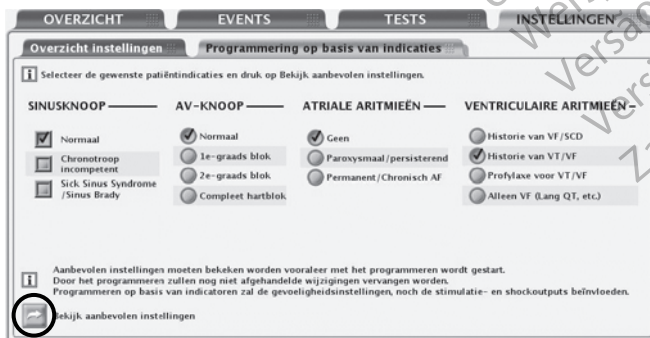 OVERZICHT EVENTS TESTS INSTELLINGEN
Overzicht instellingen Programmering op basis van indicaties
i Selecteer de gewenste patiëntindicaties en druk op Bekijk aanbevolen instellingen.
SINUSKNOOP
Normaal
Chronotroop
incompetent
Sick Sinus Syndrome
/Sinus Brady
AV-KNOOP
Normaal
1e-graads blok
2e-graads blok
Compleet hartblok
ATRIALE ARITMIEËN
Geen
Paroxysmaal/persisterend
Permanent/Chronisch AF
VENTRICULAIRE ARITMIEËN
Historie van VF/SCD
Historie van VT/VF
Profylaxe voor VT/VF
Alleen VF (Lang QT, etc.)
Aanbevolen instellingen moeten bekeken worden vooraleer met het programmeren wordt gestart.
i Door het programmeren zullen nog niet afgehandelde wijzigingen vervangen worden.
Programmeren op basis van indicatoren zal de gevoeligheidsinstellingen, noch de stimulatie- en shockoutputs beïnvloeden.
Bekijk aanbevolen instellingen